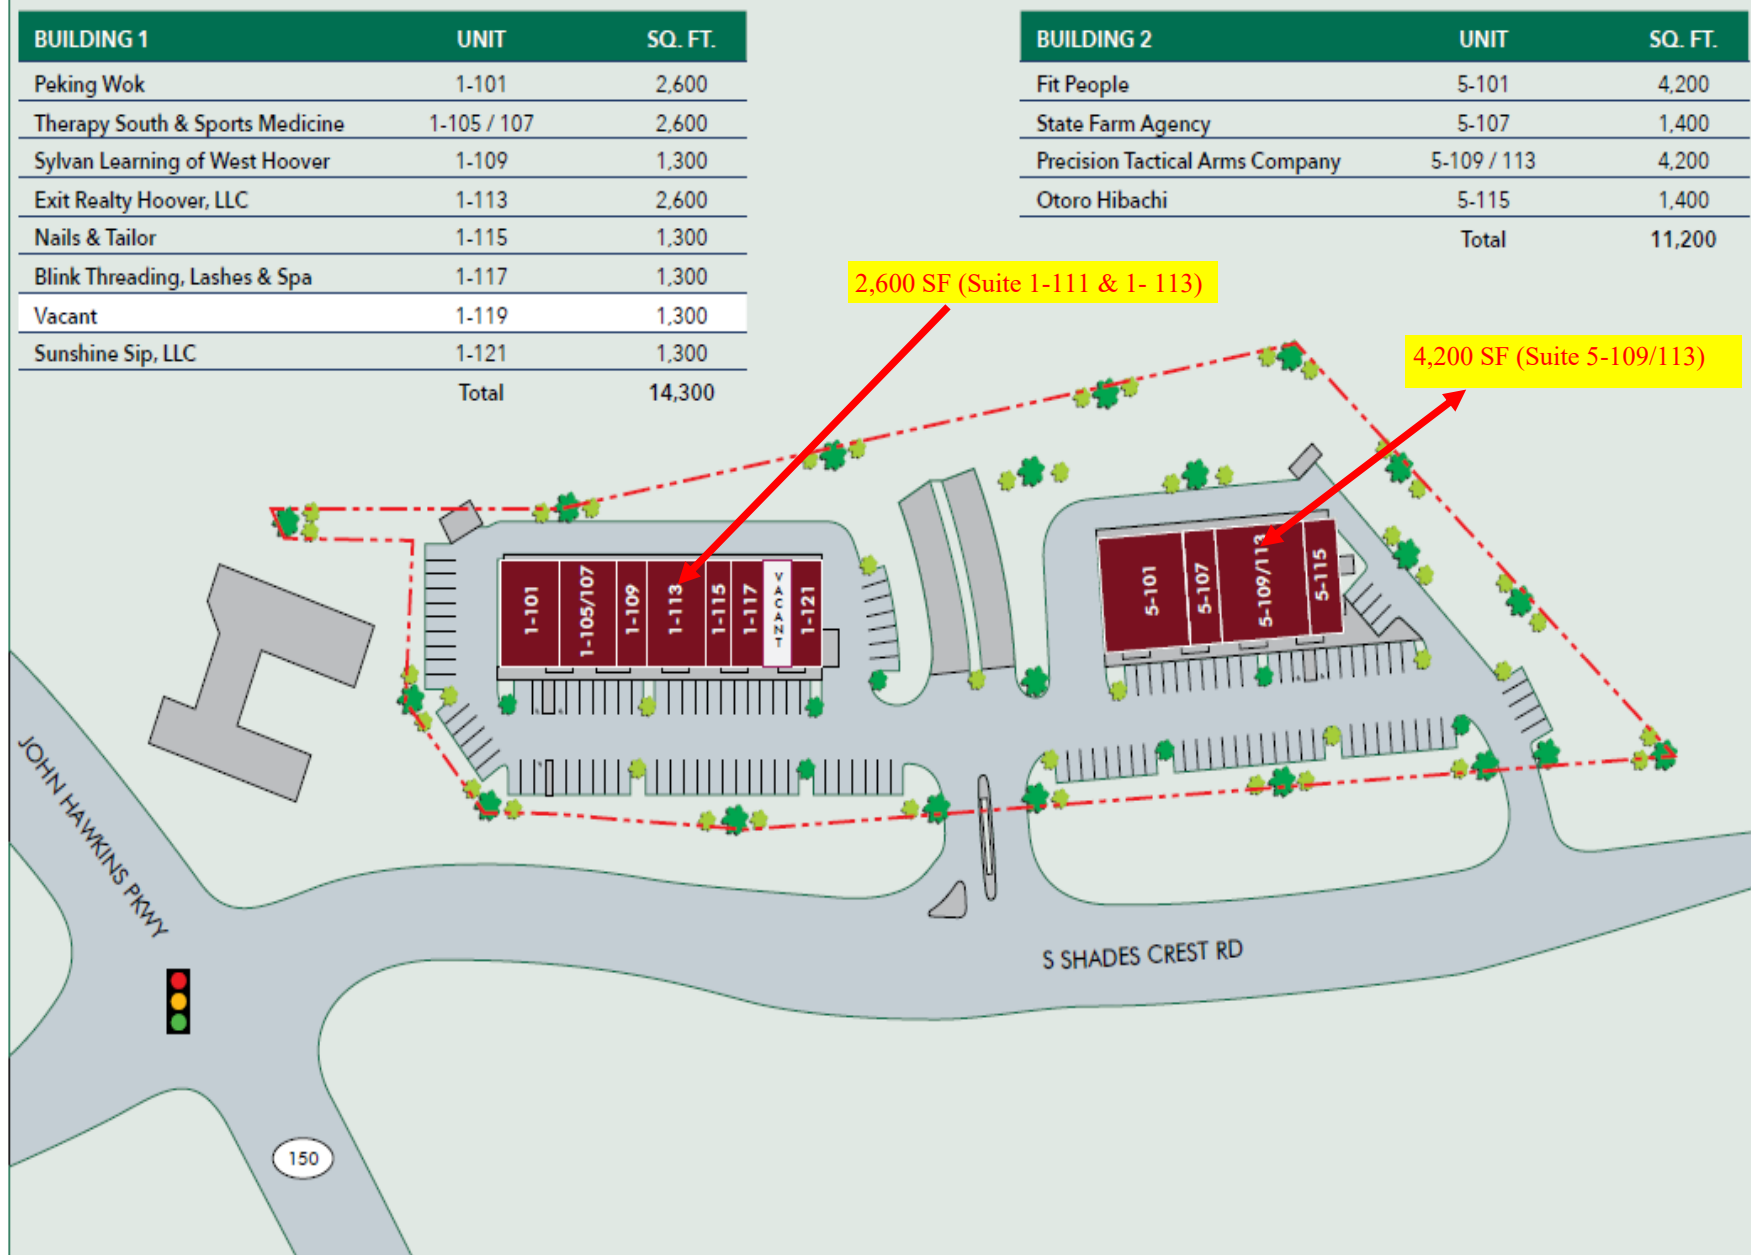 BUILDING 1 UNIT SQ. FT.
Peking Wok 1-101 2,600
Therapy South & Sports Medicine 1-105 / 107 2,600
Sylvan Learning of West Hoover 1-109 1,300
Exit Realty Hoover, LLC 1-113 2,600
Nails & Tailor 1-115 1,300
Blink Threading, Lashes & Spa 1-117 1,300
Vacant 1-119 1,300
Sunshine Sip, LLC 1-121 1,300
Total 14,300
BUILDING 2 UNIT SQ. FT.
Fit People 5-101 4,200
State Farm Agency 5-107 1,400
Precision Tactical Arms Company 5-109 / 113 4,200
Otoro Hibachi 5-115 1,400
Total 11,200
2,600 SF (Suite 1-111 & 1- 113)
4,200 SF (Suite 5-109/113)
1-101
1-105/107
1-109
1-113
1-115
1-117
VACANT
1-121
5-101
5-107
5-109/113
5-115
JOHN HAWKINS PKWY
S SHADES CREST RD
150